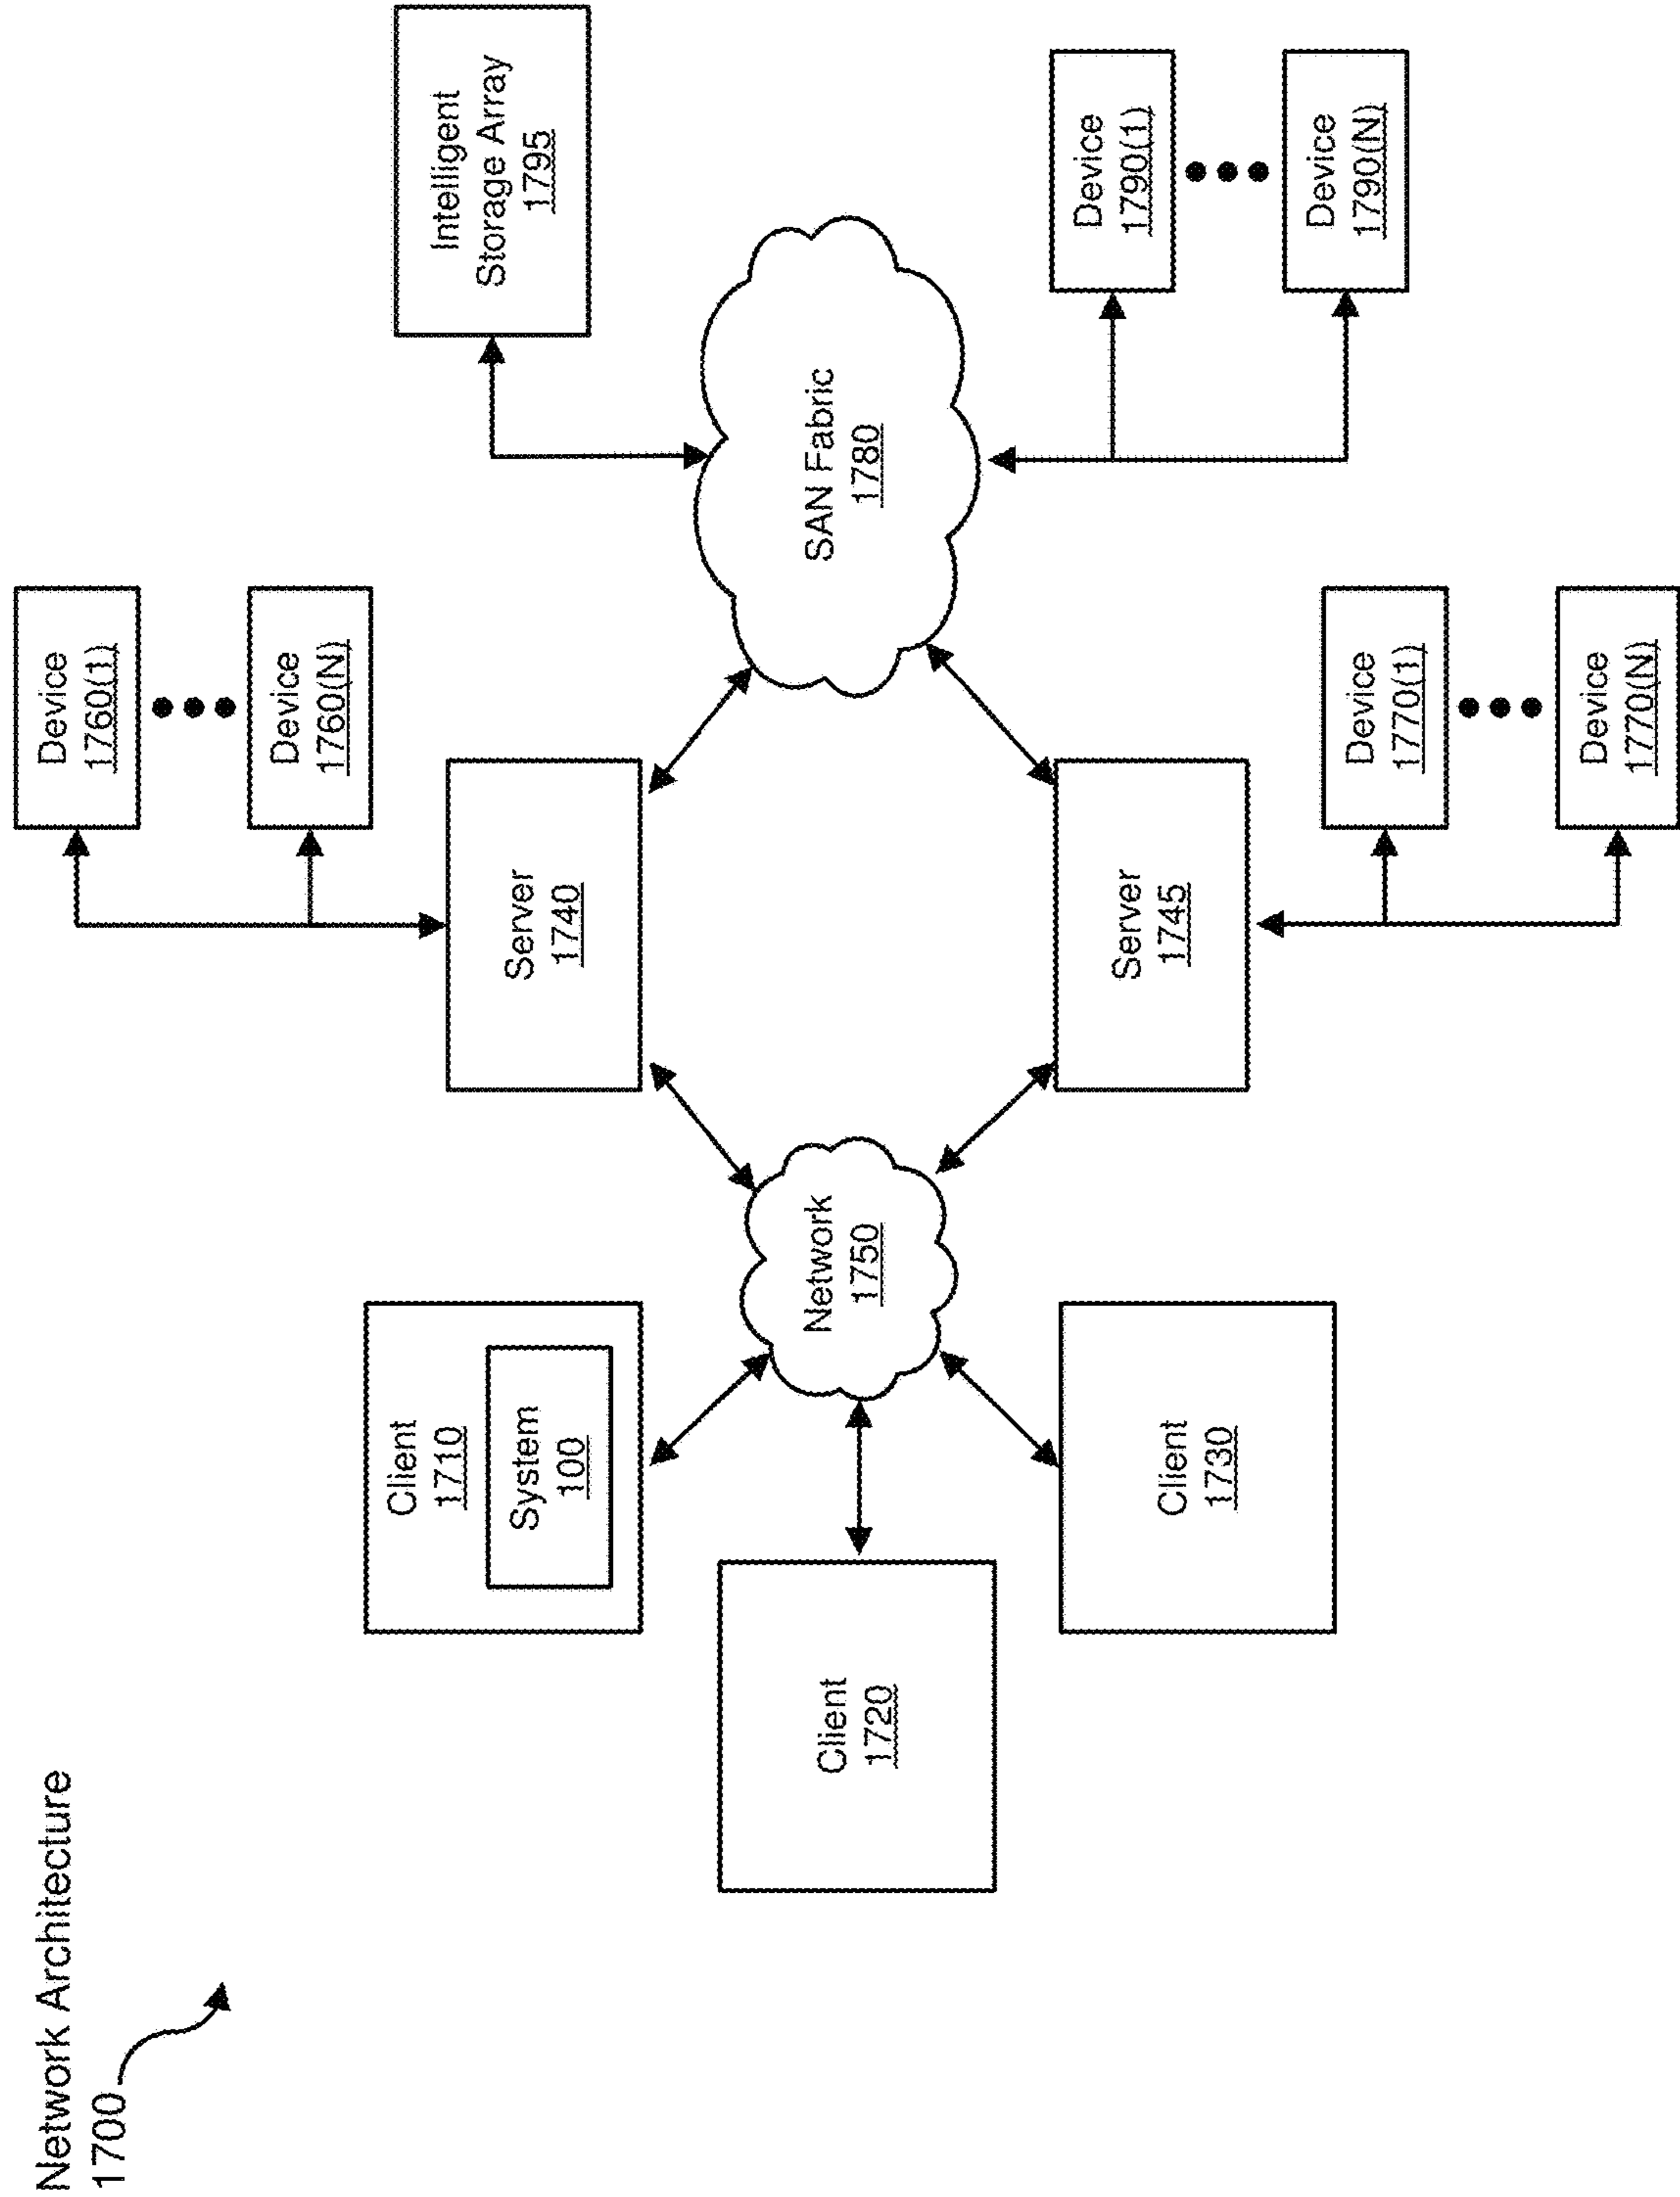 Network Architecture
1700
Client
1710
System
100
Client
1720
Client
1730
Network
1750
Server
1740
Server
1745
Device
1760(1)
Device
1760(N)
Device
1770(1)
Device
1770(N)
SAN Fabric
1780
Intelligent
Storage Array
1795
Device
1790(1)
Device
1790(N)